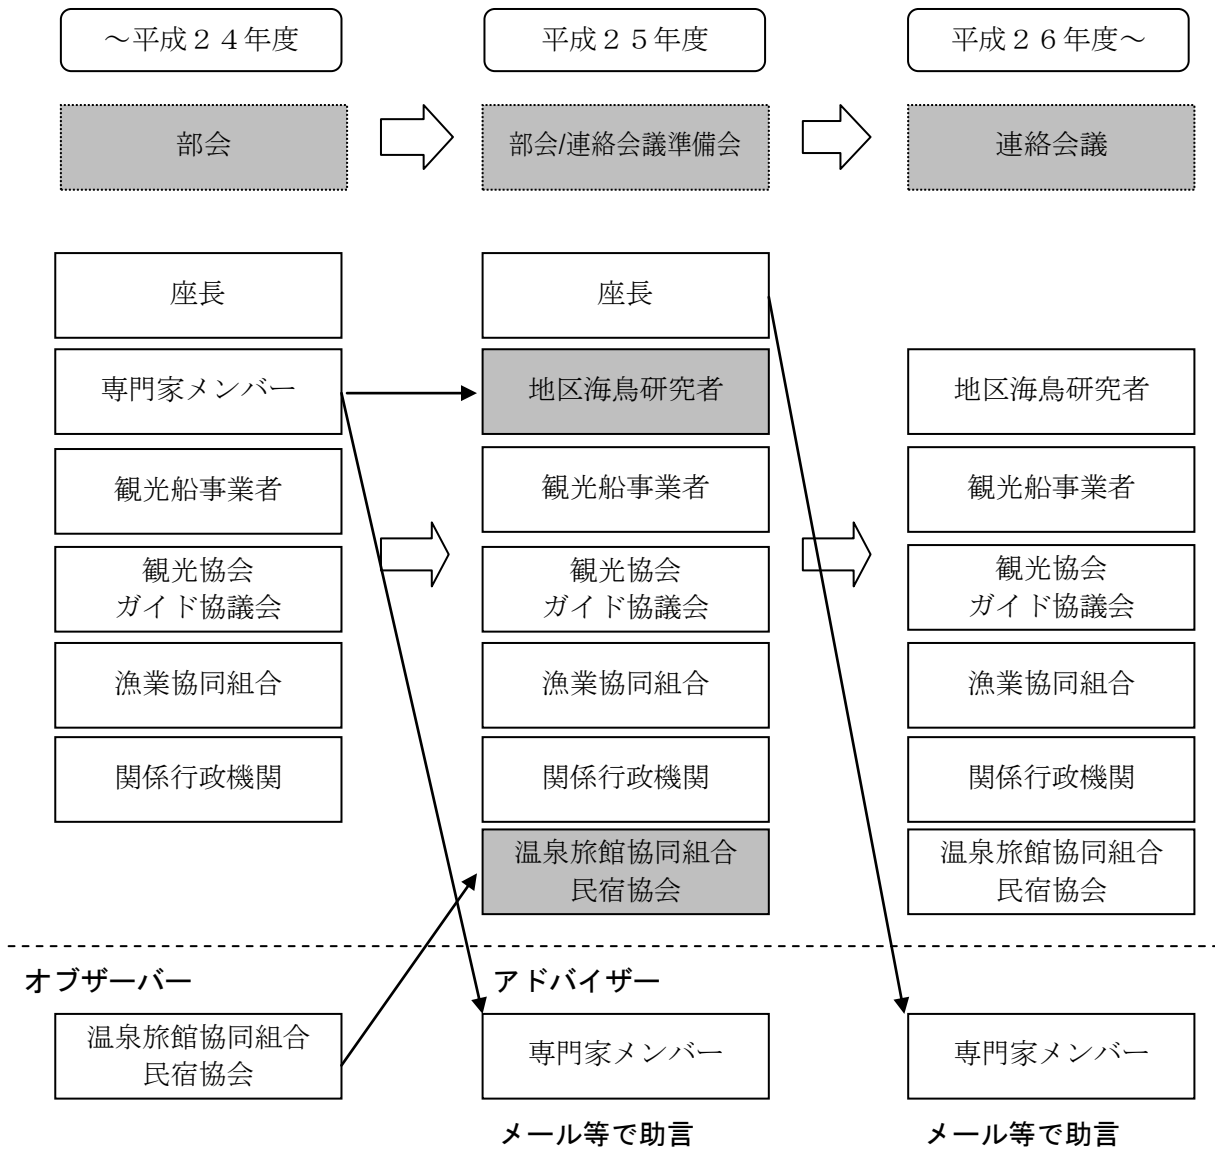 ～平成２４年度
平成２５年度
平成２６年度～
部会
部会/連絡会議準備会
連絡会議
座長
座長
専門家メンバー
地区海鳥研究者
地区海鳥研究者
観光船事業者
観光船事業者
観光船事業者
観光協会
ガイド協議会
観光協会
ガイド協議会
観光協会
ガイド協議会
漁業協同組合
漁業協同組合
漁業協同組合
関係行政機関
関係行政機関
関係行政機関
温泉旅館協同組合
民宿協会
温泉旅館協同組合
民宿協会
オブザーバー
アドバイザー
温泉旅館協同組合
民宿協会
専門家メンバー
専門家メンバー
メール等で助言
メール等で助言